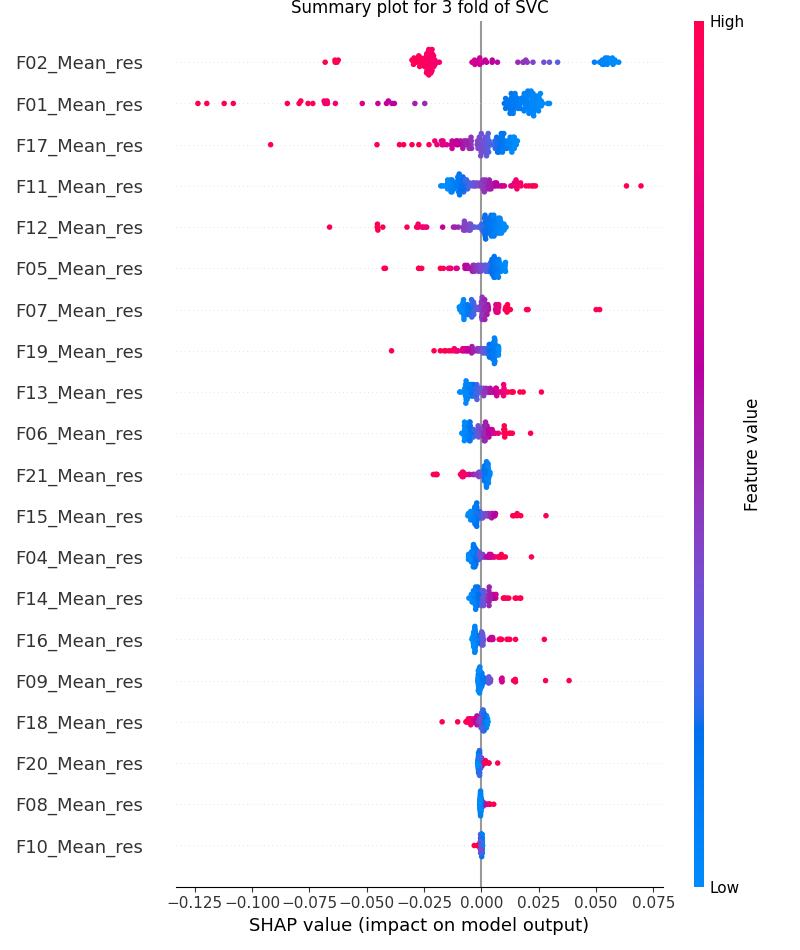 Summary plot for 3 fold of SVC
High
F02_Mean_res
F01_Mean_res
F17_Mean_res
F11_Mean_res
F12_Mean_res
F05_Mean_res
F07_Mean_res
F19_Mean_res
F13_Mean_res
F06_Mean_res
F21_Mean_res
F15_Mean_res
F04_Mean_res
F14_Mean_res
F16_Mean_res
F09_Mean_res
F18_Mean_res
F20_Mean_res
F08_Mean_res
F10_Mean_res
Feature value
Low
−0.125 −0.100 −0.075 −0.050 −0.025 0.000 0.025 0.050 0.075
SHAP value (impact on model output)